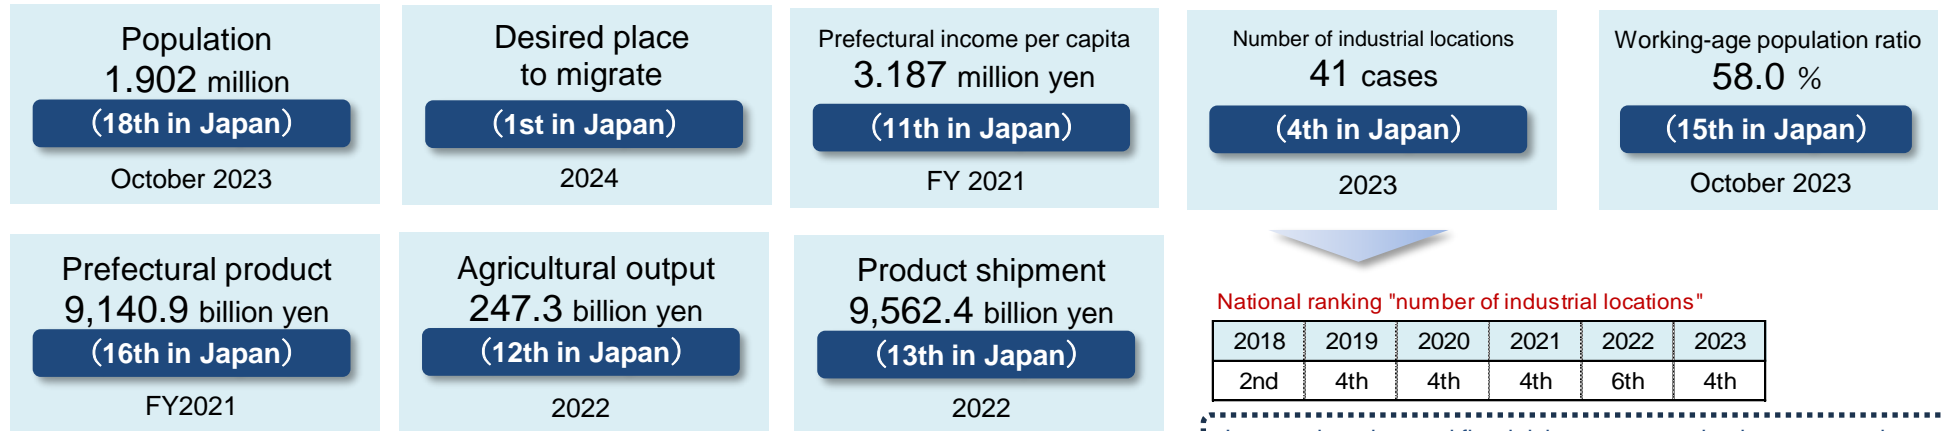 Population
1.902 million
(18th in Japan)
October 2023
Desired place
to migrate
(1st in Japan)
2024
Prefectural income per capita
3.187 million yen
(11th in Japan)
FY 2021
Number of industrial locations
41 cases
(4th in Japan)
2023
Working-age population ratio
58.0 %
(15th in Japan)
October 2023
Prefectural product
9,140.9 billion yen
(16th in Japan)
FY2021
Agricultural output
247.3 billion yen
(12th in Japan)
2022
Product shipment
9,562.4 billion yen
(13th in Japan)
2022
National ranking "number of industrial locations"
2018 2019 2020 2021 2022 2023
2nd 4th 4th 4th 6th 4th